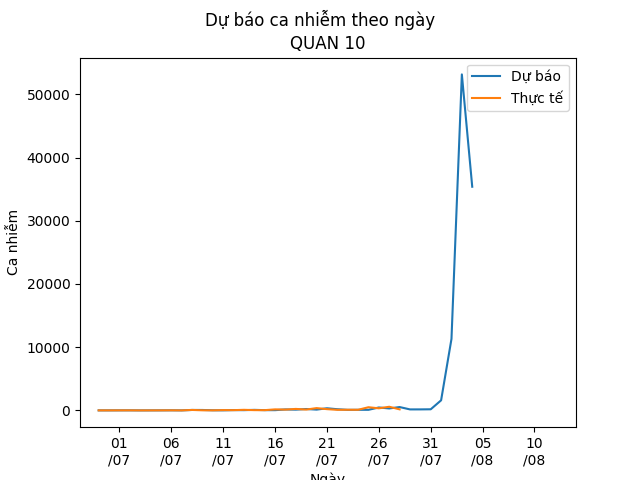 Dự báo ca nhiễm theo ngày
QUAN 10
Dự báo
Thực tế
Ca nhiễm
50000
40000
30000
20000
10000
0
01 06 11 16 21 26 31 05 10
/07 /07 /07 /07 /07 /07 /07 /08 /08
Ngày